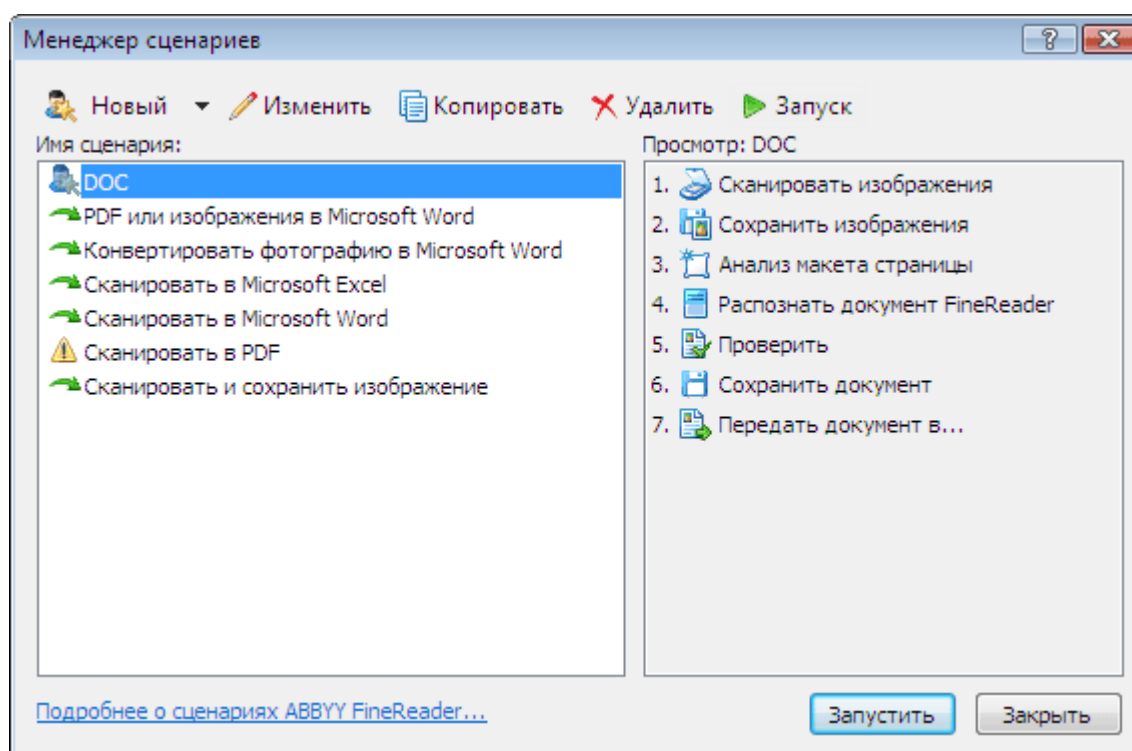 Менеджер сценариев
Новый Изменить Копировать Удалить Запуск
Имя сценария:
DOC
PDF или изображения в Microsoft Word
Конвертировать фотографию в Microsoft Word
Сканировать в Microsoft Excel
Сканировать в Microsoft Word
Сканировать в PDF
Сканировать и сохранить изображение
Просмотр: DOC
1. Сканировать изображения
2. Сохранить изображения
3. Анализ макета страницы
4. Распознать документ FineReader
5. Проверить
6. Сохранить документ
7. Передать документ в...
Подробнее о сценариях ABBYY FineReader...
Запустить Закрыть